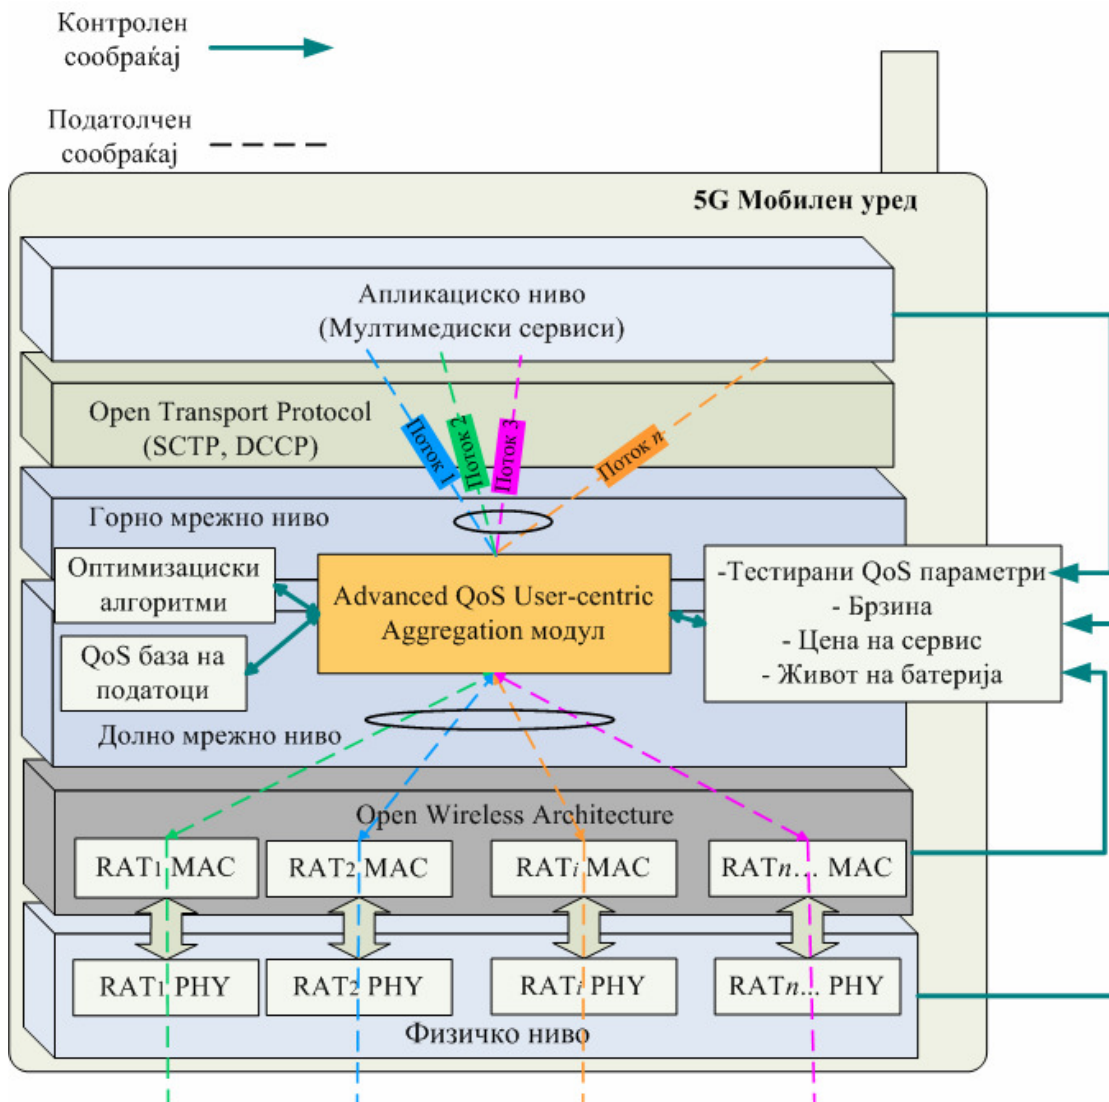 Контролен
сообраќај
Податолчен
сообраќај
5G Мобилен уред
Апликациско ниво
(Мултимедиски сервиси)
Open Transport Protocol
(SCTP, DCCP)
Поток 1
Поток 2
Поток 3
Поток n
Горно мрежно ниво
Оптимизациски
алгоритми
QoS база на
податоци
Advanced QoS User-centric
Aggregation модул
-Тестирани QoS параметри
- Брзина
- Цена на сервис
- Живот на батерија
Долно мрежно ниво
Open Wireless Architecture
RAT1 MAC
RAT2 MAC
RATi MAC
RATn... MAC
RAT1 PHY
RAT2 PHY
RATi PHY
RATn... PHY
Физичко ниво